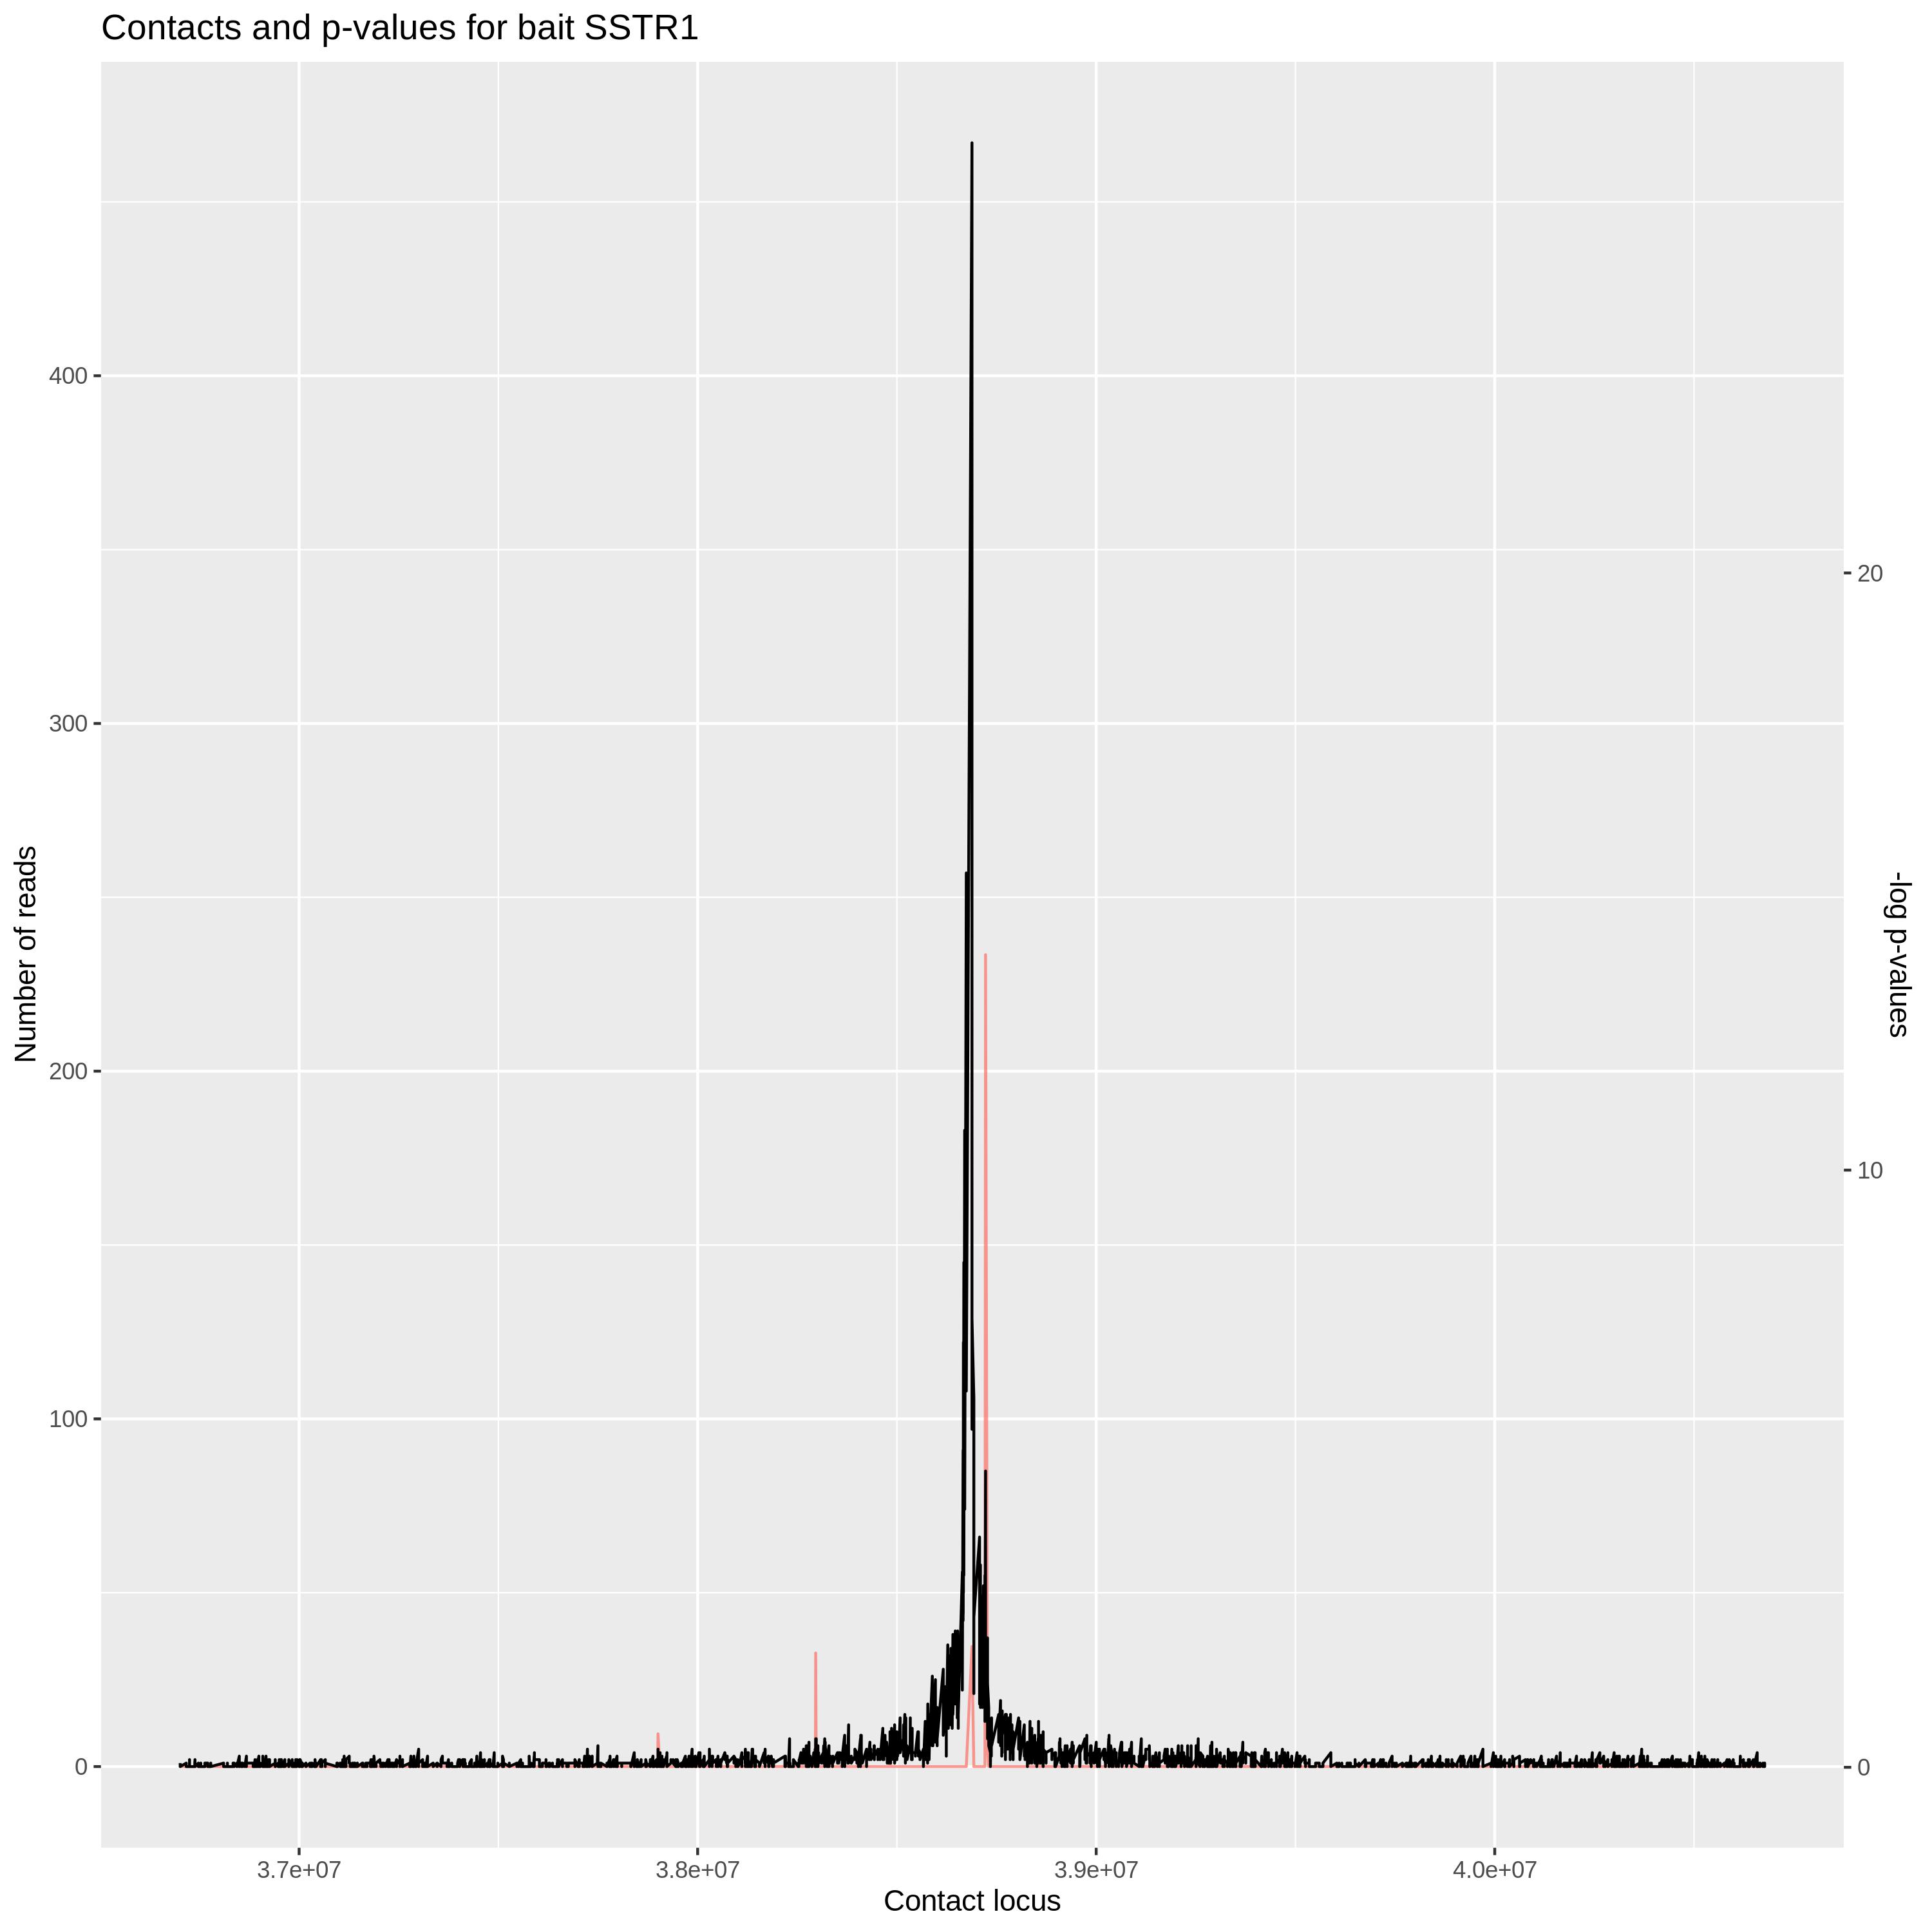 Contacts and p-values for bait SSTR1
400
300
200
100
0
Number of reads
20
10
0
-log p-values
3.7e+07
3.8e+07
3.9e+07
4.0e+07
Contact locus